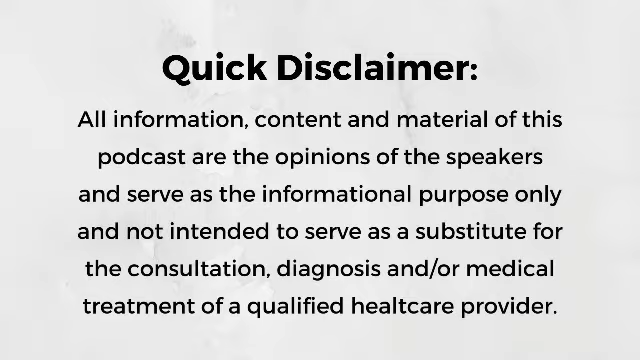 Quick Disclaimer:
All information, content and material of this
podcast are the opinions of the speakers
and serve as the informational purpose only
and not intended to serve as a substitute for
the consultation, diagnosis and/or medical
treatment of a qualified healtcare provider.